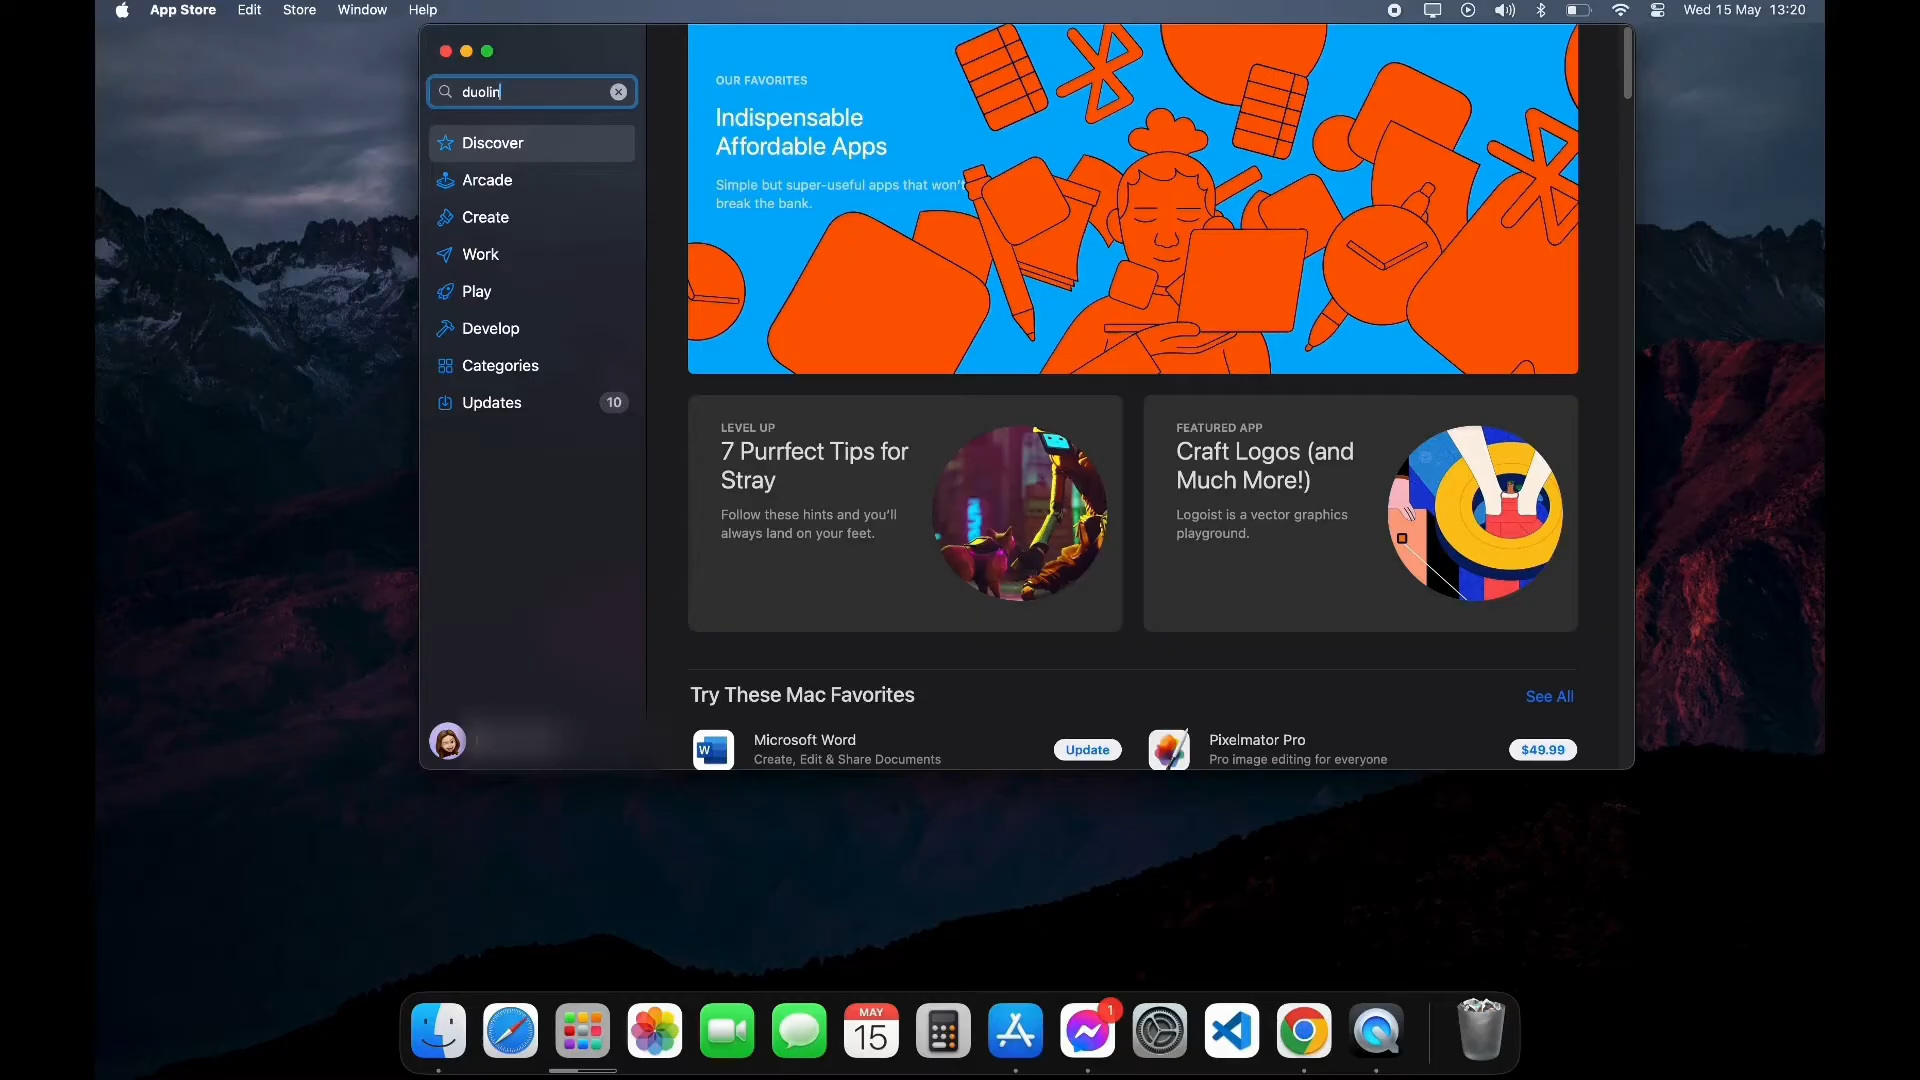 App Store Edit Store Window Help
Wed 15 May 13:20
duolin
Discover
Arcade
Create
Work
Play
Develop
Categories
Updates 10
OUR FAVORITES
Indispensable
Affordable Apps
Simple but super-useful apps that won't
break the bank.
LEVEL UP
7 Purrfect Tips for
Stray
Follow these hints and you'll
always land on your feet.
FEATURED APP
Craft Logos (and
Much More!)
Logoist is a vector graphics
playground.
Try These Mac Favorites
See All
W
Microsoft Word
Create, Edit & Share Documents
Update
Pixelmator Pro
Pro image editing for everyone
$49.99
MAY
15
1